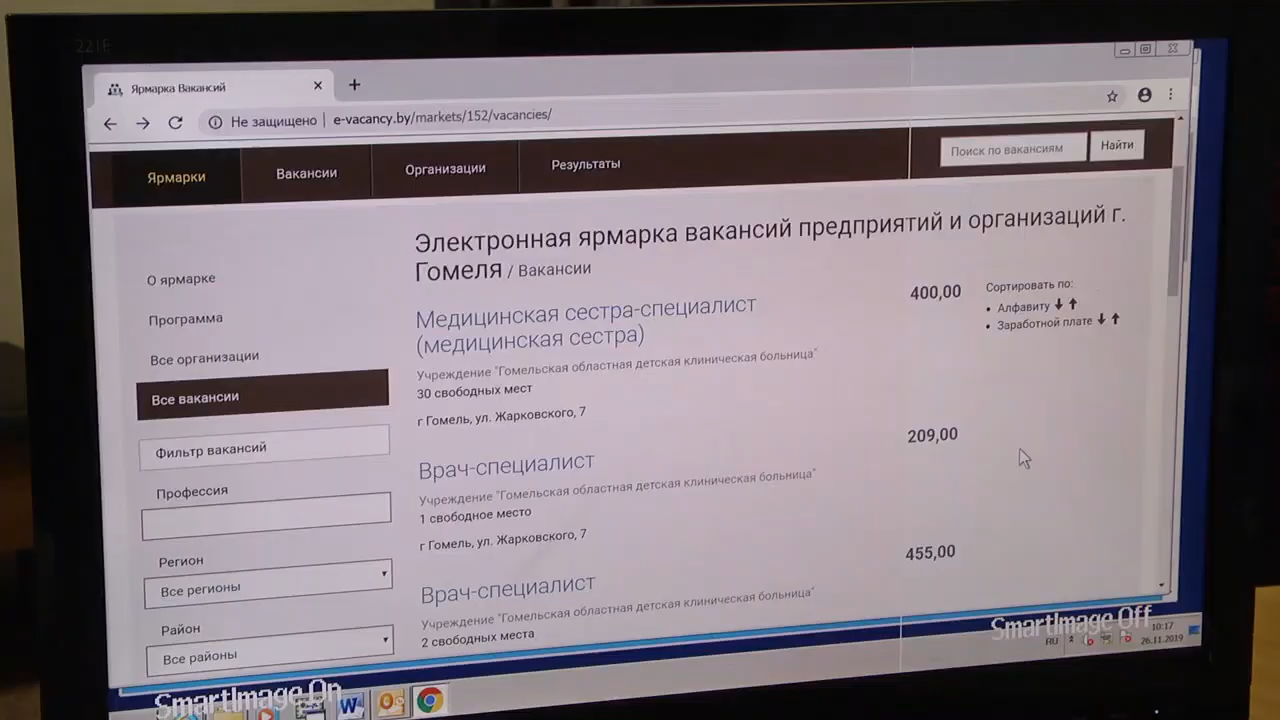 221E
Ярмарка Вакансий
Не защищено | e-vacancy.by/markets/152/vacancies/
Ярмарки
Вакансии
Организации
Результаты
Поиск по вакансиям
Найти
Электронная ярмарка вакансий предприятий и организаций г.
Гомеля / Вакансии
О ярмарке
Программа
Все организации
Все вакансии
Фильтр вакансий
Профессия
Регион
Все регионы
Район
Все районы
Медицинская сестра-специалист
(медицинская сестра)
400,00
Учреждение "Гомельская областная детская клиническая больница"
30 свободных мест
г Гомель, ул. Жарковского, 7
Врач-специалист
209,00
Учреждение "Гомельская областная детская клиническая больница"
1 свободное место
г Гомель, ул. Жарковского, 7
Врач-специалист
455,00
Учреждение "Гомельская областная детская клиническая больница"
2 свободных места
Сортировать по:
Алфавиту
Заработной плате
SmartImage On
SmartImage Off
RU
10:17
26.11.2019